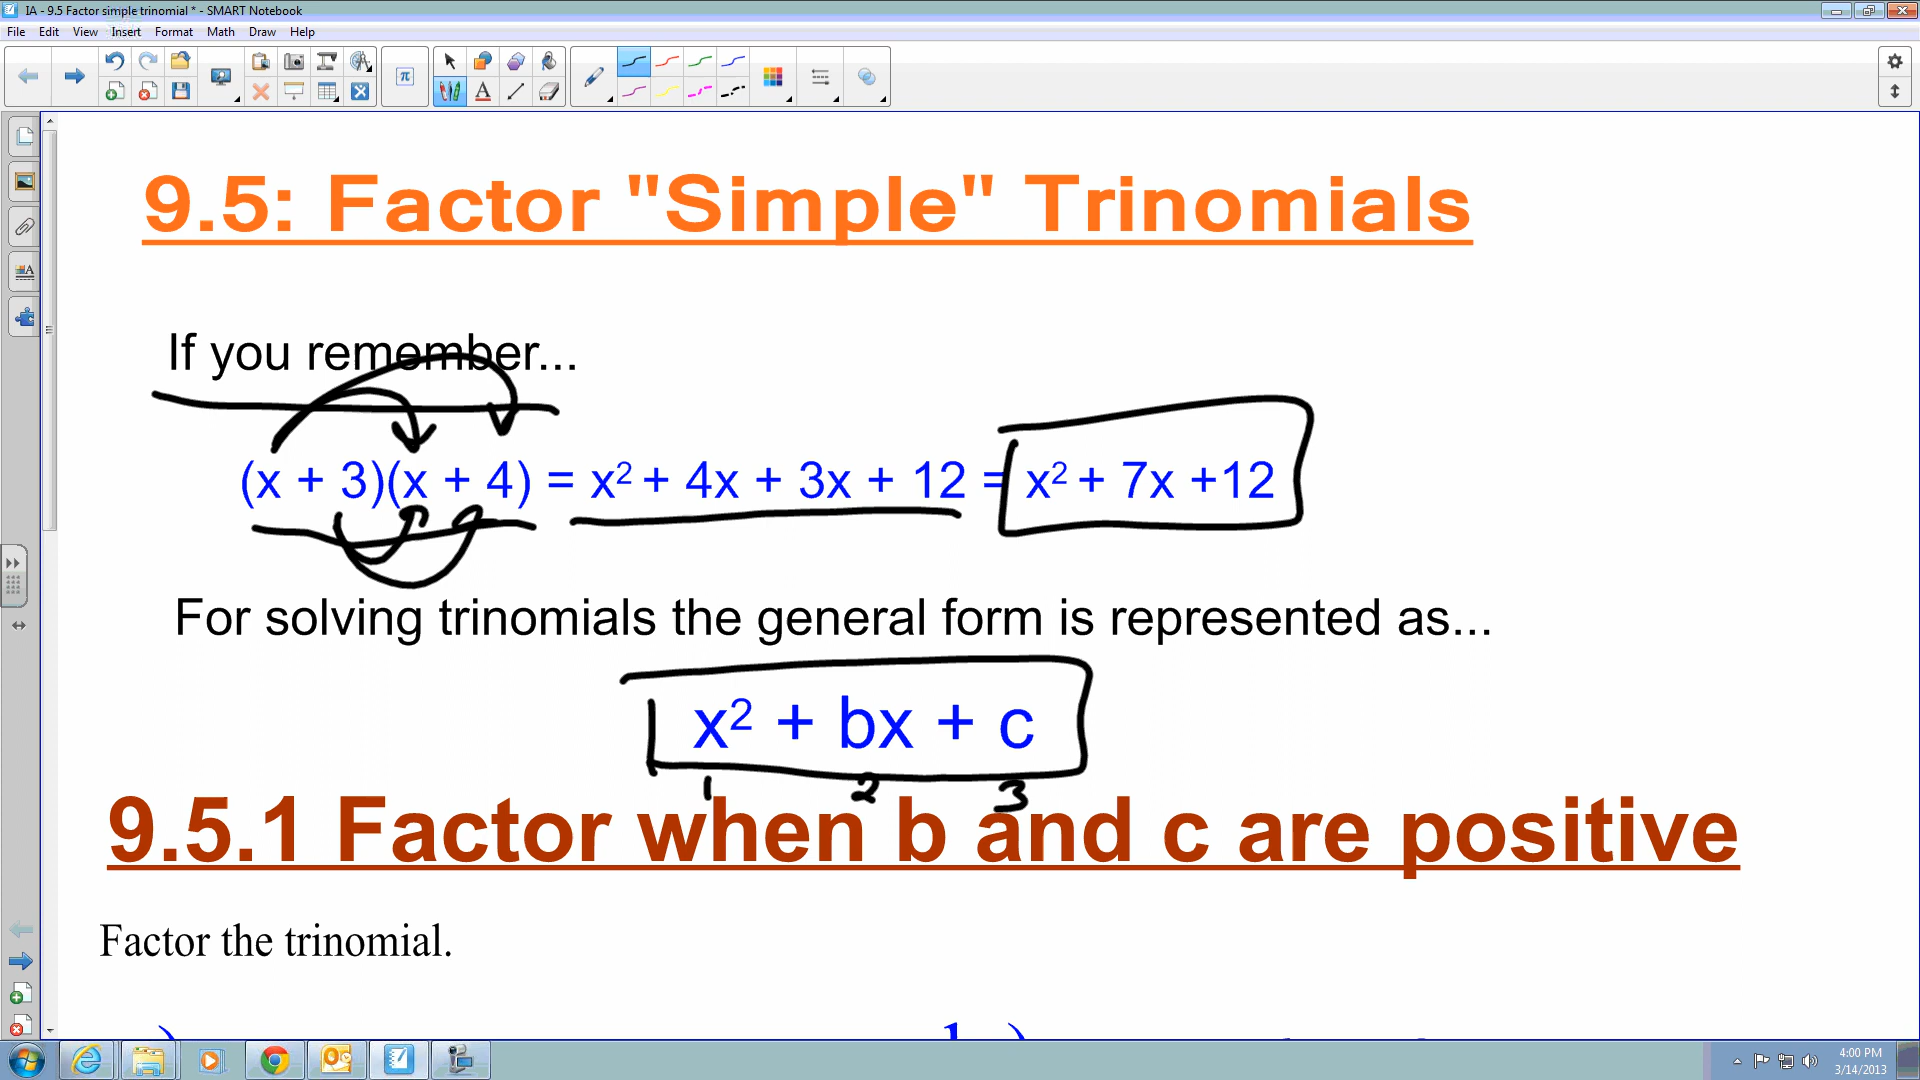 IA - 9.5 Factor simple trinomial * - SMART Notebook
File Edit View Insert Format Math Draw Help
9.5: Factor "Simple" Trinomials
If you remember...
(x + 3)(x + 4) = x² + 4x + 3x + 12 = x² + 7x +12
For solving trinomials the general form is represented as...
x² + bx + c
1 2 3
9.5.1 Factor when b and c are positive
Factor the trinomial.
4:00 PM
3/14/2013